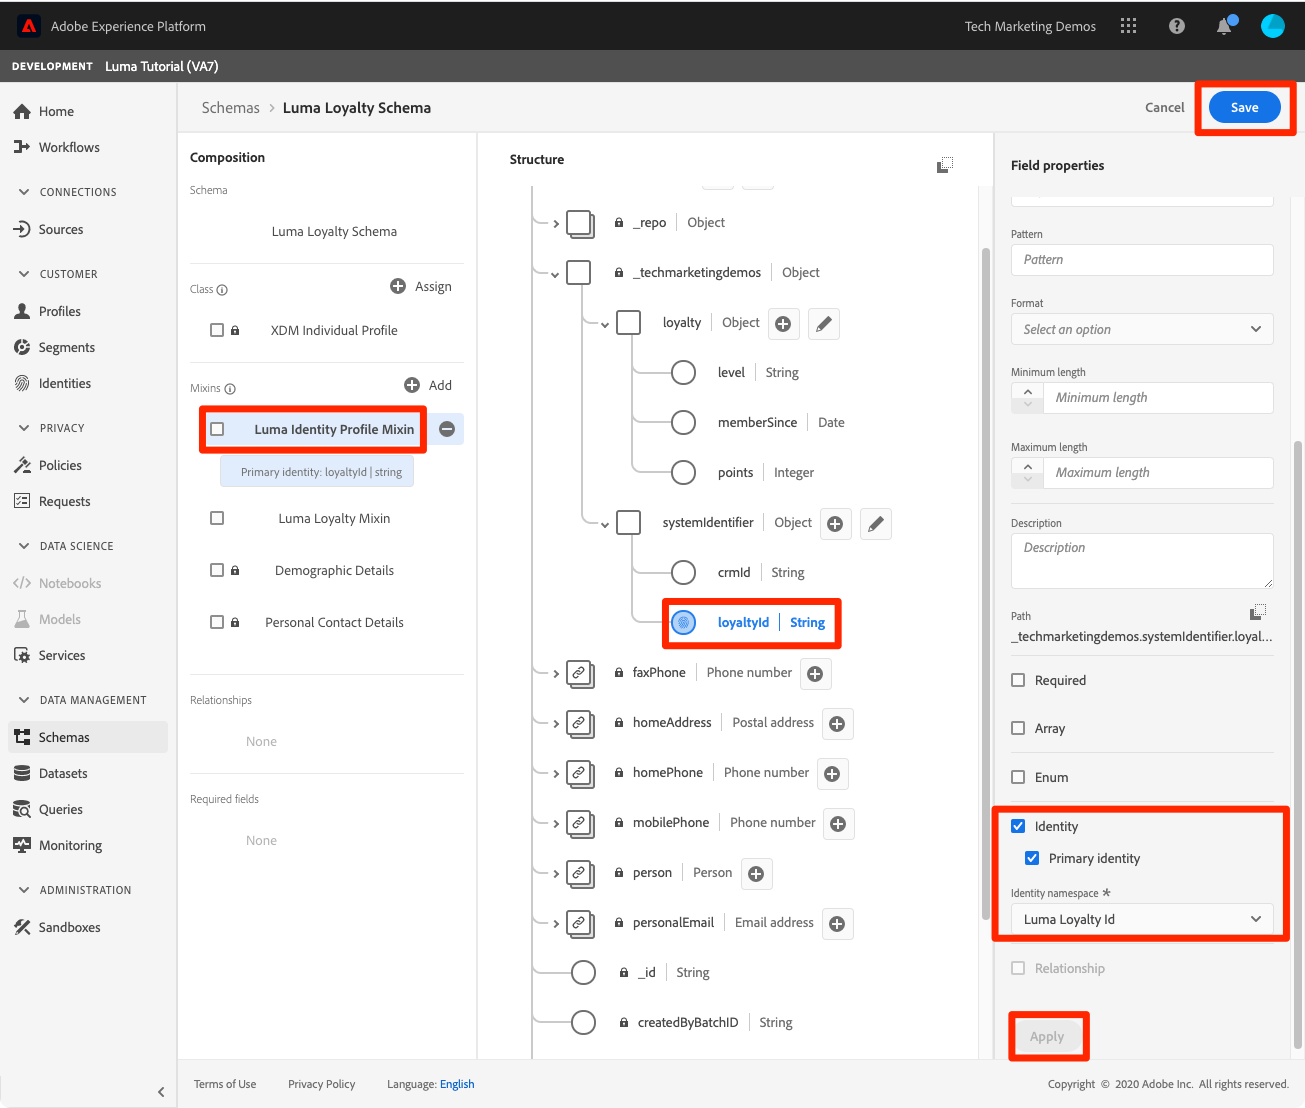 Adobe Experience Platform
Tech Marketing Demos
DEVELOPMENT Luma Tutorial (VA7)
Home
Workflows
CONNECTIONS
Sources
CUSTOMER
Profiles
Segments
Identities
PRIVACY
Policies
Requests
DATA SCIENCE
Notebooks
Models
Services
DATA MANAGEMENT
Schemas
Datasets
Queries
Monitoring
ADMINISTRATION
Sandboxes
Schemas > Luma Loyalty Schema
Cancel
Save
Composition
Schema
Luma Loyalty Schema
Class
Assign
XDM Individual Profile
Mixins
Add
Luma Identity Profile Mixin
Primary identity: loyaltyId | string
Luma Loyalty Mixin
Demographic Details
Personal Contact Details
Relationships
None
Required fields
None
Structure
_repo | Object
_techmarketingdemos | Object
loyalty | Object
level | String
memberSince | Date
points | Integer
systemIdentifier | Object
crmId | String
loyaltyId | String
faxPhone | Phone number
homeAddress | Postal address
homePhone | Phone number
mobilePhone | Phone number
person | Person
personalEmail | Email address
_id | String
createdByBatchID | String
Field properties
Pattern
Pattern
Format
Select an option
Minimum length
Minimum length
Maximum length
Maximum length
Description
Description
Path
_techmarketingdemos.systemIdentifier.loyal...
Required
Array
Enum
Identity
Primary identity
Identity namespace *
Luma Loyalty Id
Relationship
Apply
Terms of Use
Privacy Policy
Language: English
Copyright © 2020 Adobe Inc. All rights reserved.